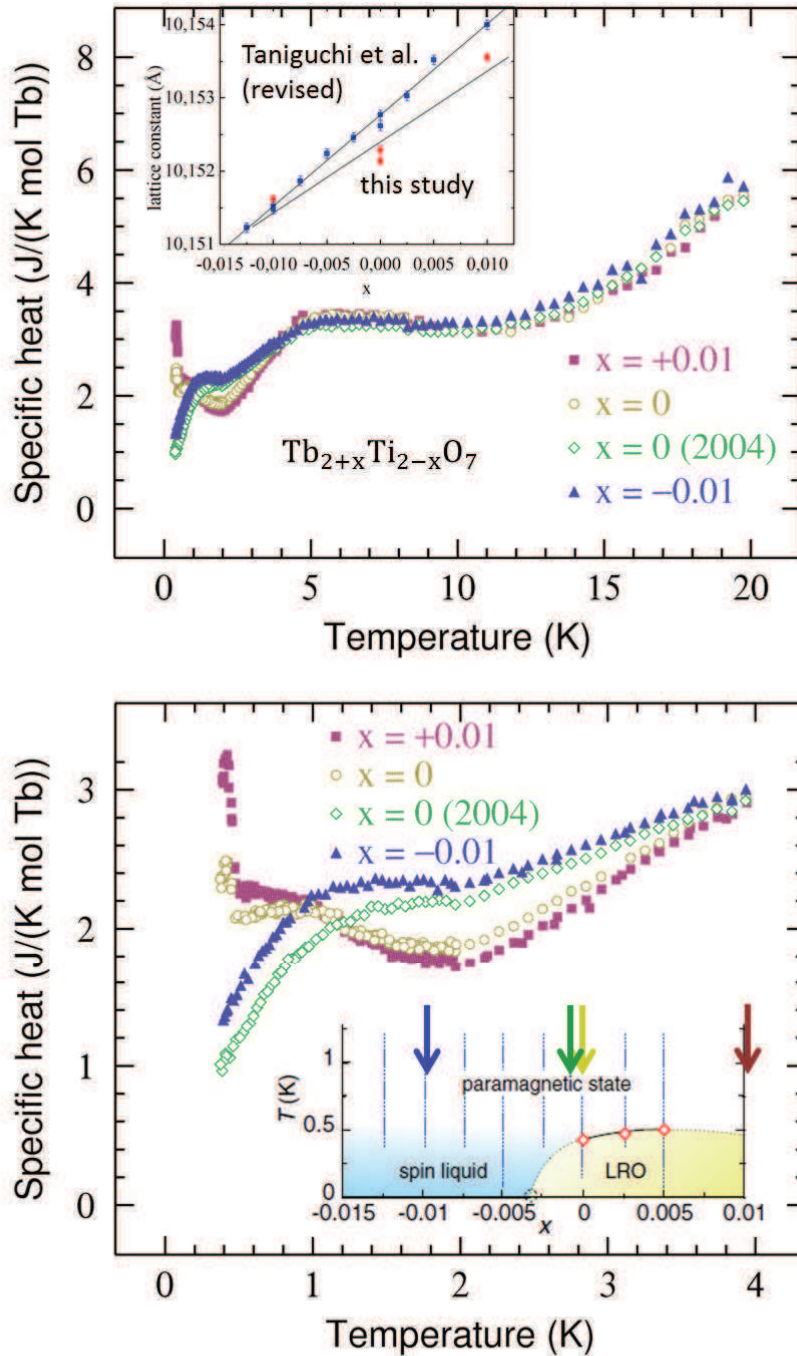 Specific heat (J/(K mol Tb))
8
6
4
2
0
lattice constant (Å)
10,154
10,153
10,152
10,151
Taniguchi et al.
(revised)
this study
-0,015 -0,010 -0,005 0,000 0,005 0,010
x
x = +0.01
x = 0
x = 0 (2004)
x = −0.01
Tb2+xTi2−xO7
0 5 10 15 20
Temperature (K)
Specific heat (J/(K mol Tb))
3
2
1
0
x = +0.01
x = 0
x = 0 (2004)
x = −0.01
T (K)
1
0.5
0
paramagnetic state
spin liquid LRO
-0.015 -0.01 -0.005 0 0.005 0.01
x
0 1 2 3 4
Temperature (K)